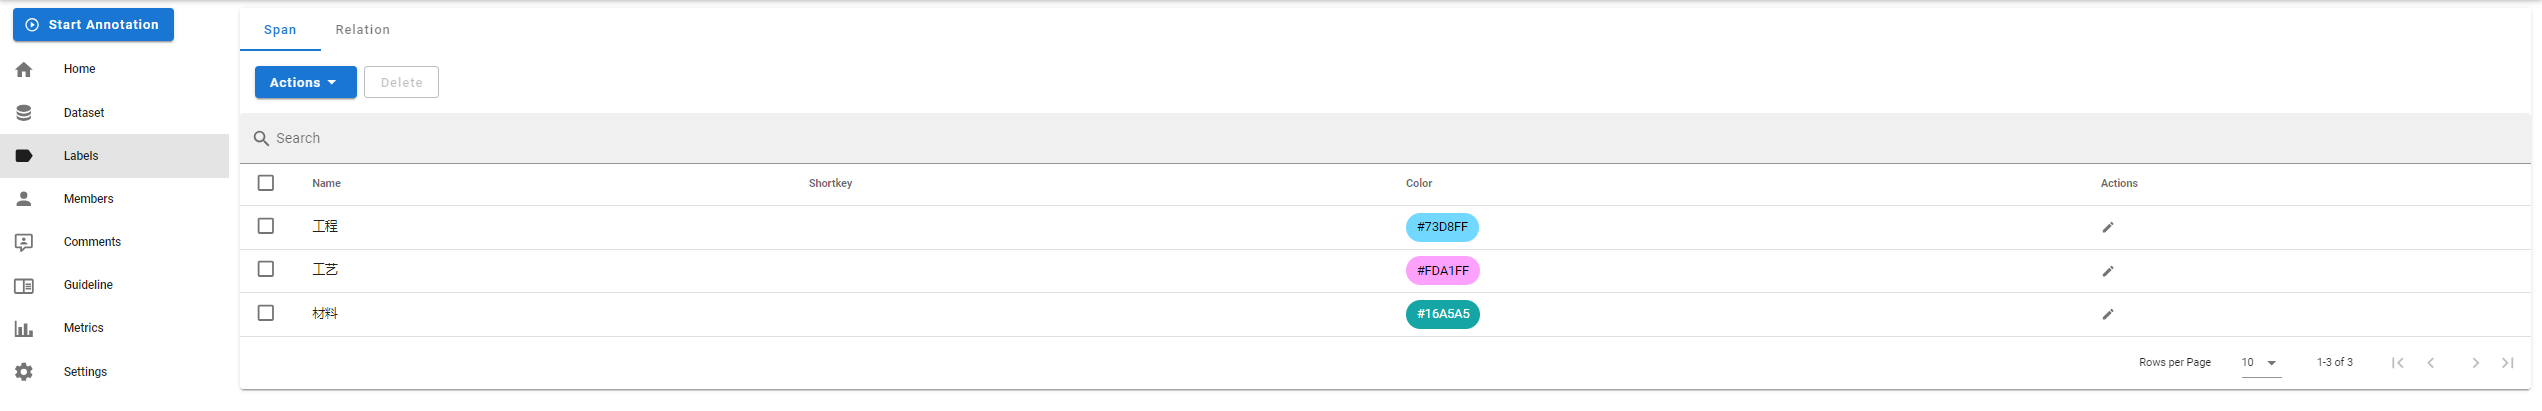 Start Annotation
Home
Dataset
Labels
Members
Comments
Guideline
Metrics
Settings
Span Relation
Actions Delete
Search
Name Shortkey Color Actions
工程 #73D8FF
工艺 #FDA1FF
材料 #16A5A5
Rows per Page 10 1-3 of 3